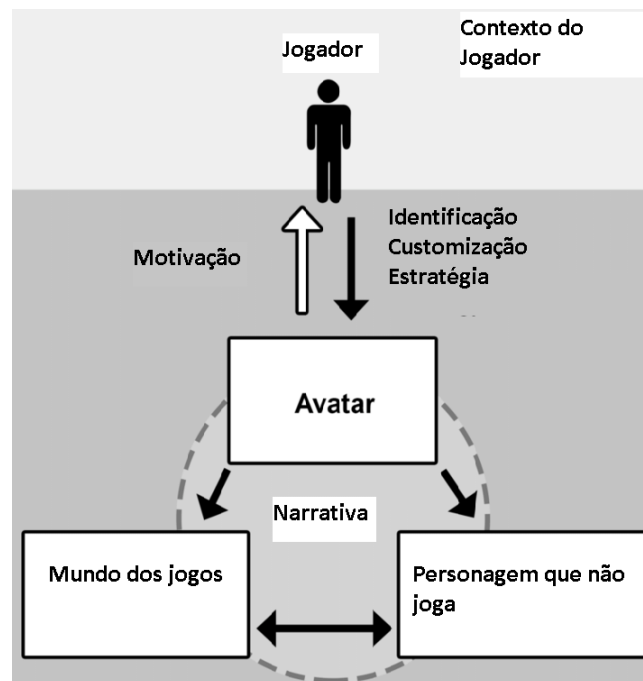 Jogador
Contexto do
Jogador
Motivação
Identificação
Customização
Estratégia
Avatar
Narrativa
Mundo dos jogos
Personagem que não
joga